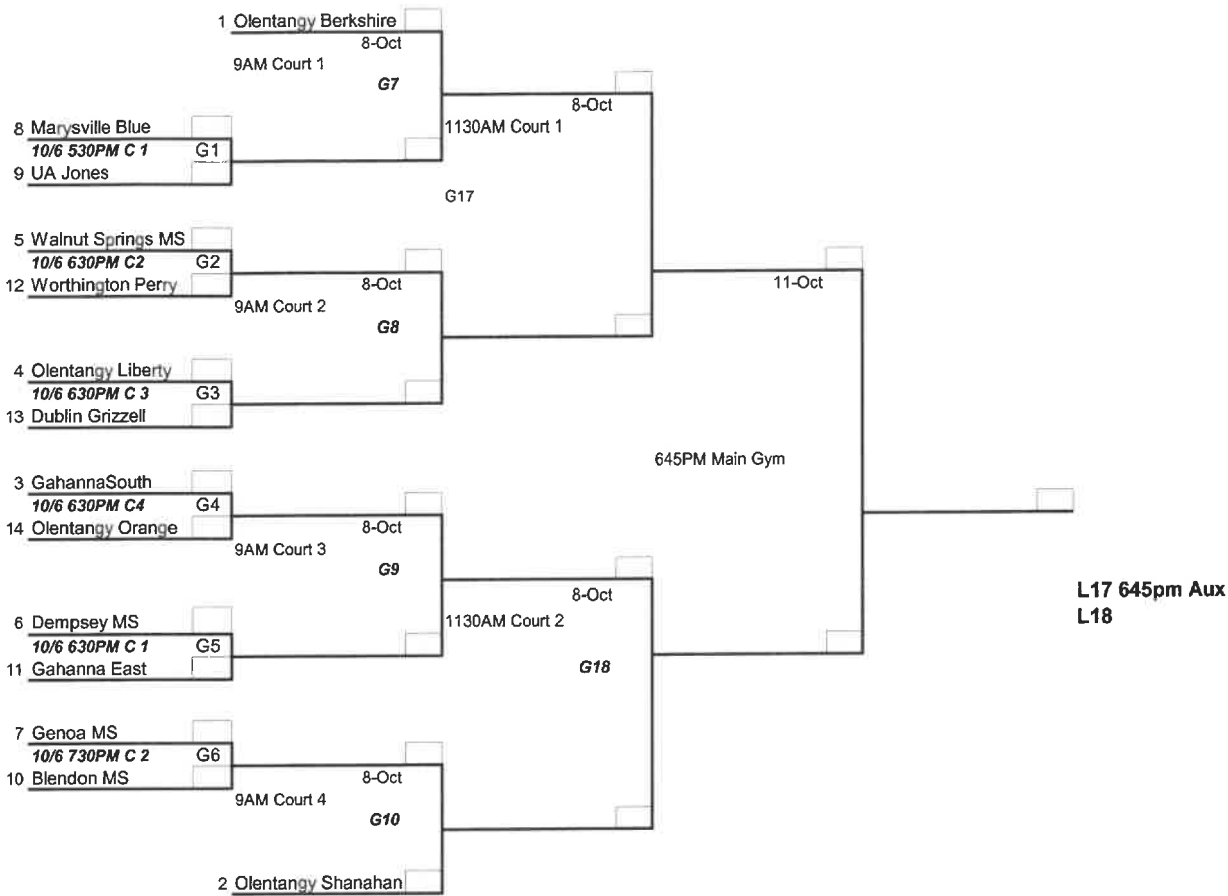 1 Olentangy Berkshire
8-Oct
9AM Court 1
G7
8-Oct
8 Marysville Blue
1130AM Court 1
10/6 530PM C 1 G1
9 UA Jones
G17
5 Walnut Springs MS
10/6 630PM C2 G2
12 Worthington Perry
8-Oct
11-Oct
9AM Court 2
G8
4 Olentangy Liberty
10/6 630PM C 3 G3
13 Dublin Grizzell
645PM Main Gym
3 GahannaSouth
10/6 630PM C4 G4
14 Olentangy Orange
8-Oct
9AM Court 3
G9
8-Oct
L17 645pm Aux
L18
6 Dempsey MS
1130AM Court 2
10/6 630PM C 1 G5
11 Gahanna East
G18
7 Genoa MS
10/6 730PM C 2 G6
10 Blendon MS
8-Oct
9AM Court 4
G10
2 Olentangy Shanahan